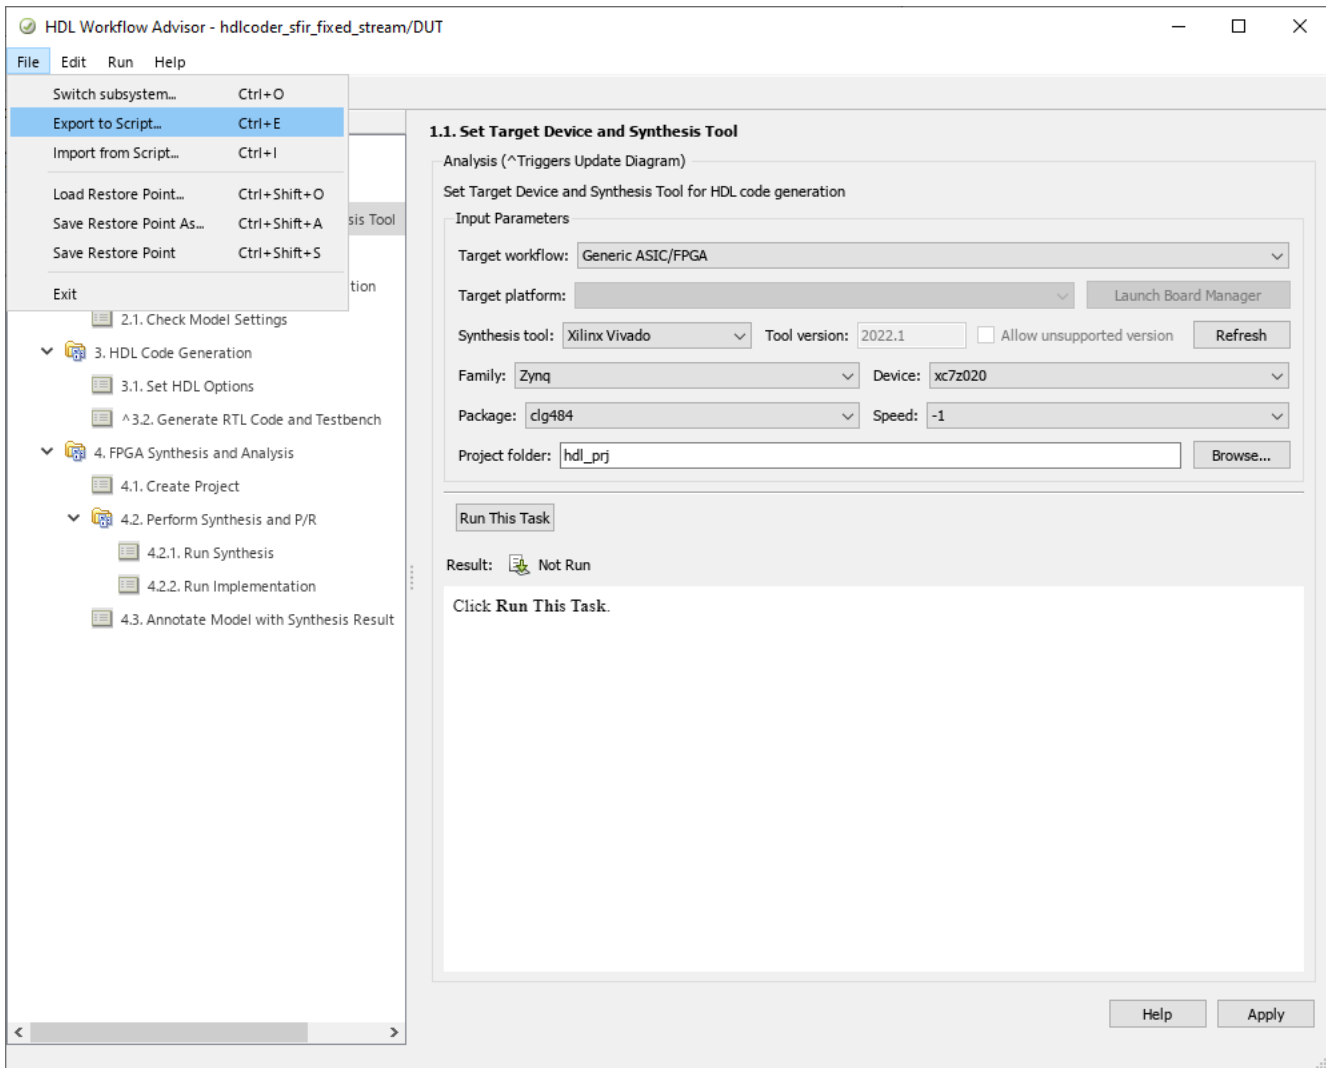 HDL Workflow Advisor - hdlcoder_sfir_fixed_stream/DUT
File Edit Run Help
Switch subsystem... Ctrl+O
Export to Script... Ctrl+E
Import from Script... Ctrl+I
Load Restore Point... Ctrl+Shift+O
Save Restore Point As... Ctrl+Shift+A
Save Restore Point Ctrl+Shift+S
Exit
sis Tool
tion
2.1. Check Model Settings
3. HDL Code Generation
3.1. Set HDL Options
^3.2. Generate RTL Code and Testbench
4. FPGA Synthesis and Analysis
4.1. Create Project
4.2. Perform Synthesis and P/R
4.2.1. Run Synthesis
4.2.2. Run Implementation
4.3. Annotate Model with Synthesis Result
1.1. Set Target Device and Synthesis Tool
Analysis (^Triggers Update Diagram)
Set Target Device and Synthesis Tool for HDL code generation
Input Parameters
Target workflow: Generic ASIC/FPGA
Target platform: Launch Board Manager
Synthesis tool: Xilinx Vivado Tool version: 2022.1 Allow unsupported version Refresh
Family: Zynq Device: xc7z020
Package: clg484 Speed: -1
Project folder: hdl_prj Browse...
Run This Task
Result: Not Run
Click Run This Task.
Help Apply